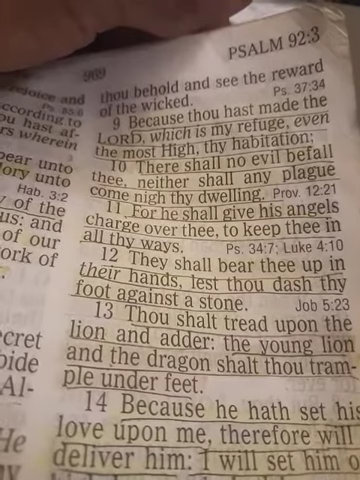 969
PSALM 92:3
rejoice and
Ps. 85:6
ccording to
ou hast af-
rs wherein
pear unto
lory unto
Hab. 3:2
y of the
us: and
of our
ork of
cret
bide
Al-
He
my
thou behold and see the reward
of the wicked. Ps. 37:34
9 Because thou hast made the
LORD, which is my refuge, even
the most High, thy habitation;
10 There shall no evil befall
thee, neither shall any plague
come nigh thy dwelling. Prov. 12:21
11 For he shall give his angels
charge over thee, to keep thee in
all thy ways. Ps. 34:7; Luke 4:10
12 They shall bear thee up in
their hands, lest thou dash thy
foot against a stone. Job 5:23
13 Thou shalt tread upon the
lion and adder: the young lion
and the dragon shalt thou tram-
ple under feet.
14 Because he hath set his
love upon me, therefore will
deliver him: I will set him o